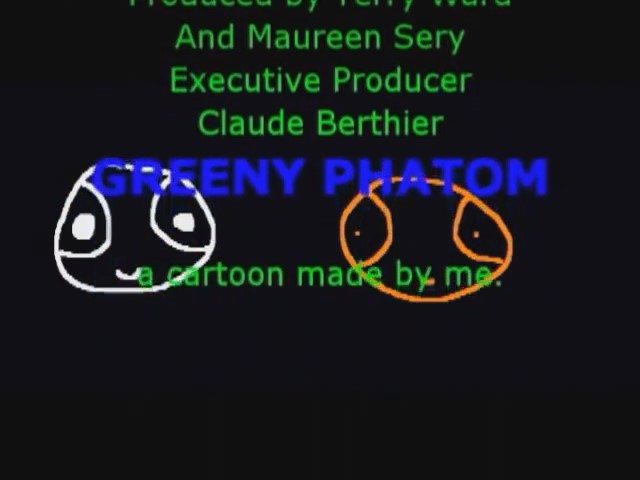 Produced by Terry Ward
And Maureen Sery
Executive Producer
Claude Berthier
GREENY PHATOM
a cartoon made by me.